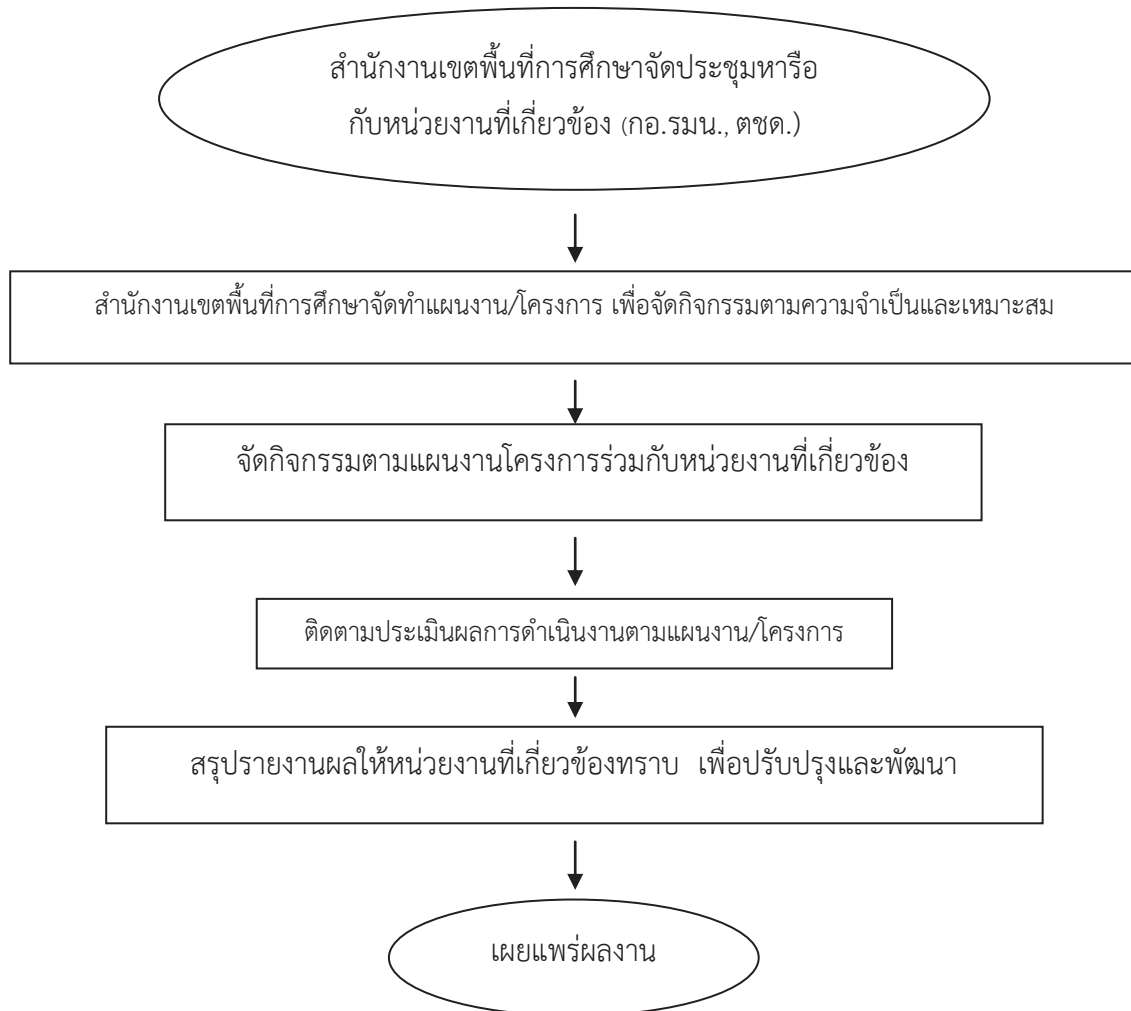 สำนักงานเขตพื้นที่การศึกษาจัดประชุมหารือ
กับหน่วยงานที่เกี่ยวข้อง (กอ.รมน., ตชด.)
สำนักงานเขตพื้นที่การศึกษาจัดทำแผนงาน/โครงการ เพื่อจัดกิจกรรมตามความจำเป็นและเหมาะสม
จัดกิจกรรมตามแผนงานโครงการร่วมกับหน่วยงานที่เกี่ยวข้อง
ติดตามประเมินผลการดำเนินงานตามแผนงาน/โครงการ
สรุปรายงานผลให้หน่วยงานที่เกี่ยวข้องทราบ เพื่อปรับปรุงและพัฒนา
เผยแพร่ผลงาน